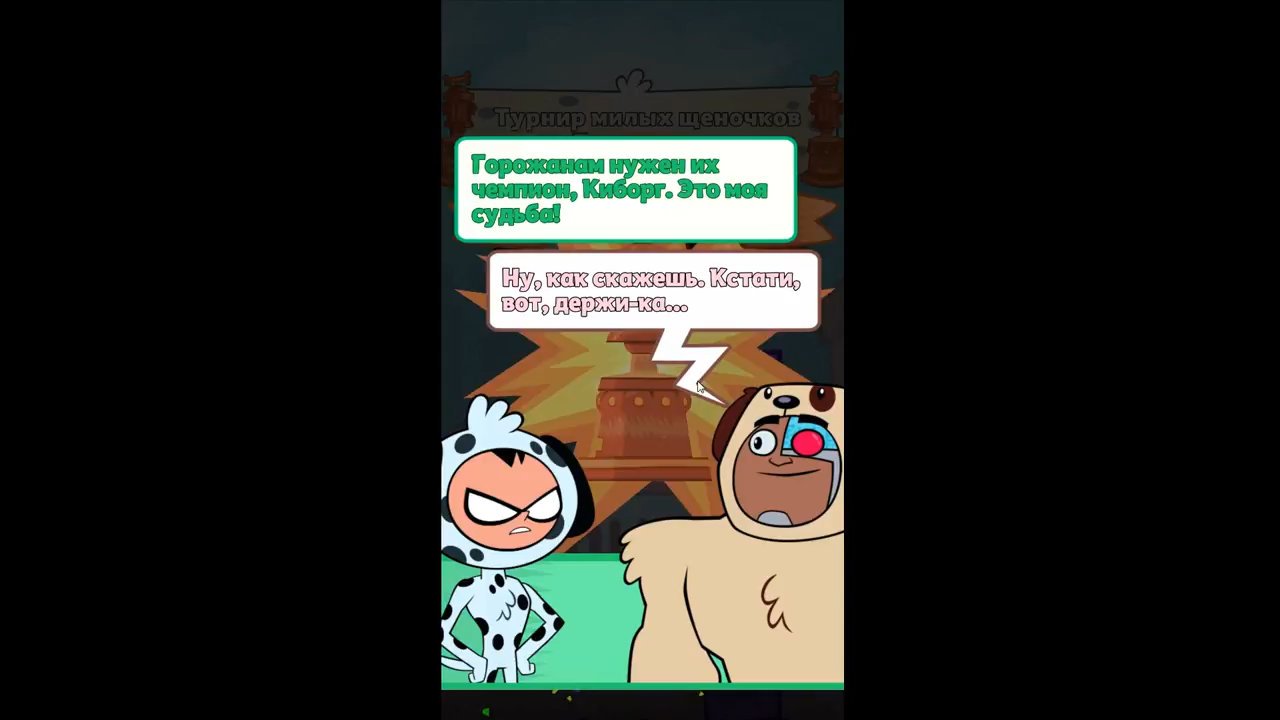 Турнир милых щеночков
Горожанам нужен их
чемпион, Киборг. Это моя
судьба!
Ну, как скажешь. Кстати,
вот, держи-ка...